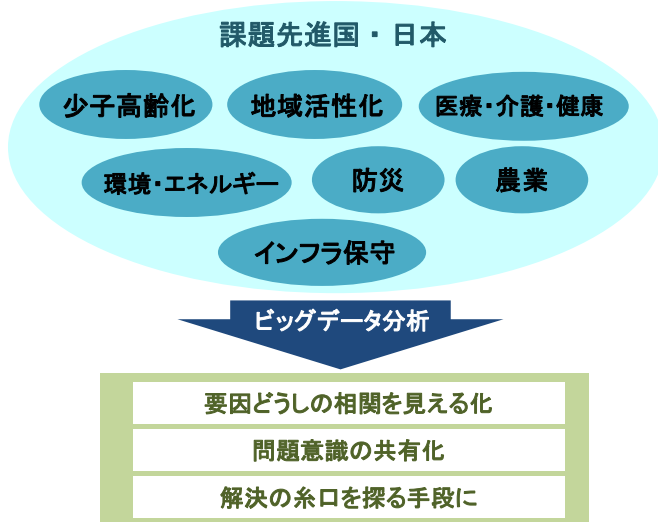 課題先進国・日本
少子高齢化
地域活性化
医療・介護・健康
環境・エネルギー
防災
農業
インフラ保守
ビッグデータ分析
要因どうしの相関を見える化
問題意識の共有化
解決の糸口を探る手段に